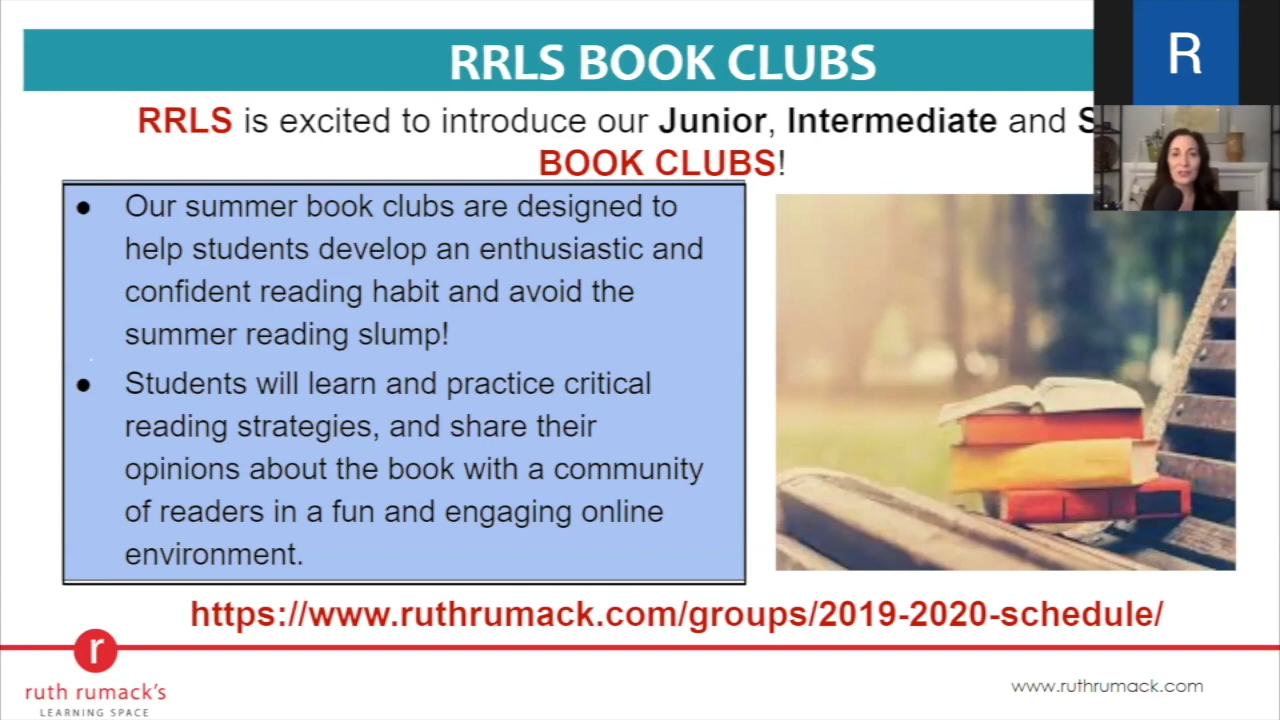 RRLS BOOK CLUBS
R
RRLS is excited to introduce our Junior, Intermediate and S
BOOK CLUBS!
● Our summer book clubs are designed to
help students develop an enthusiastic and
confident reading habit and avoid the
summer reading slump!
● Students will learn and practice critical
reading strategies, and share their
opinions about the book with a community
of readers in a fun and engaging online
environment.
https://www.ruthrumack.com/groups/2019-2020-schedule/
r
ruth rumack's
LEARNING SPACE
www.ruthrumack.com